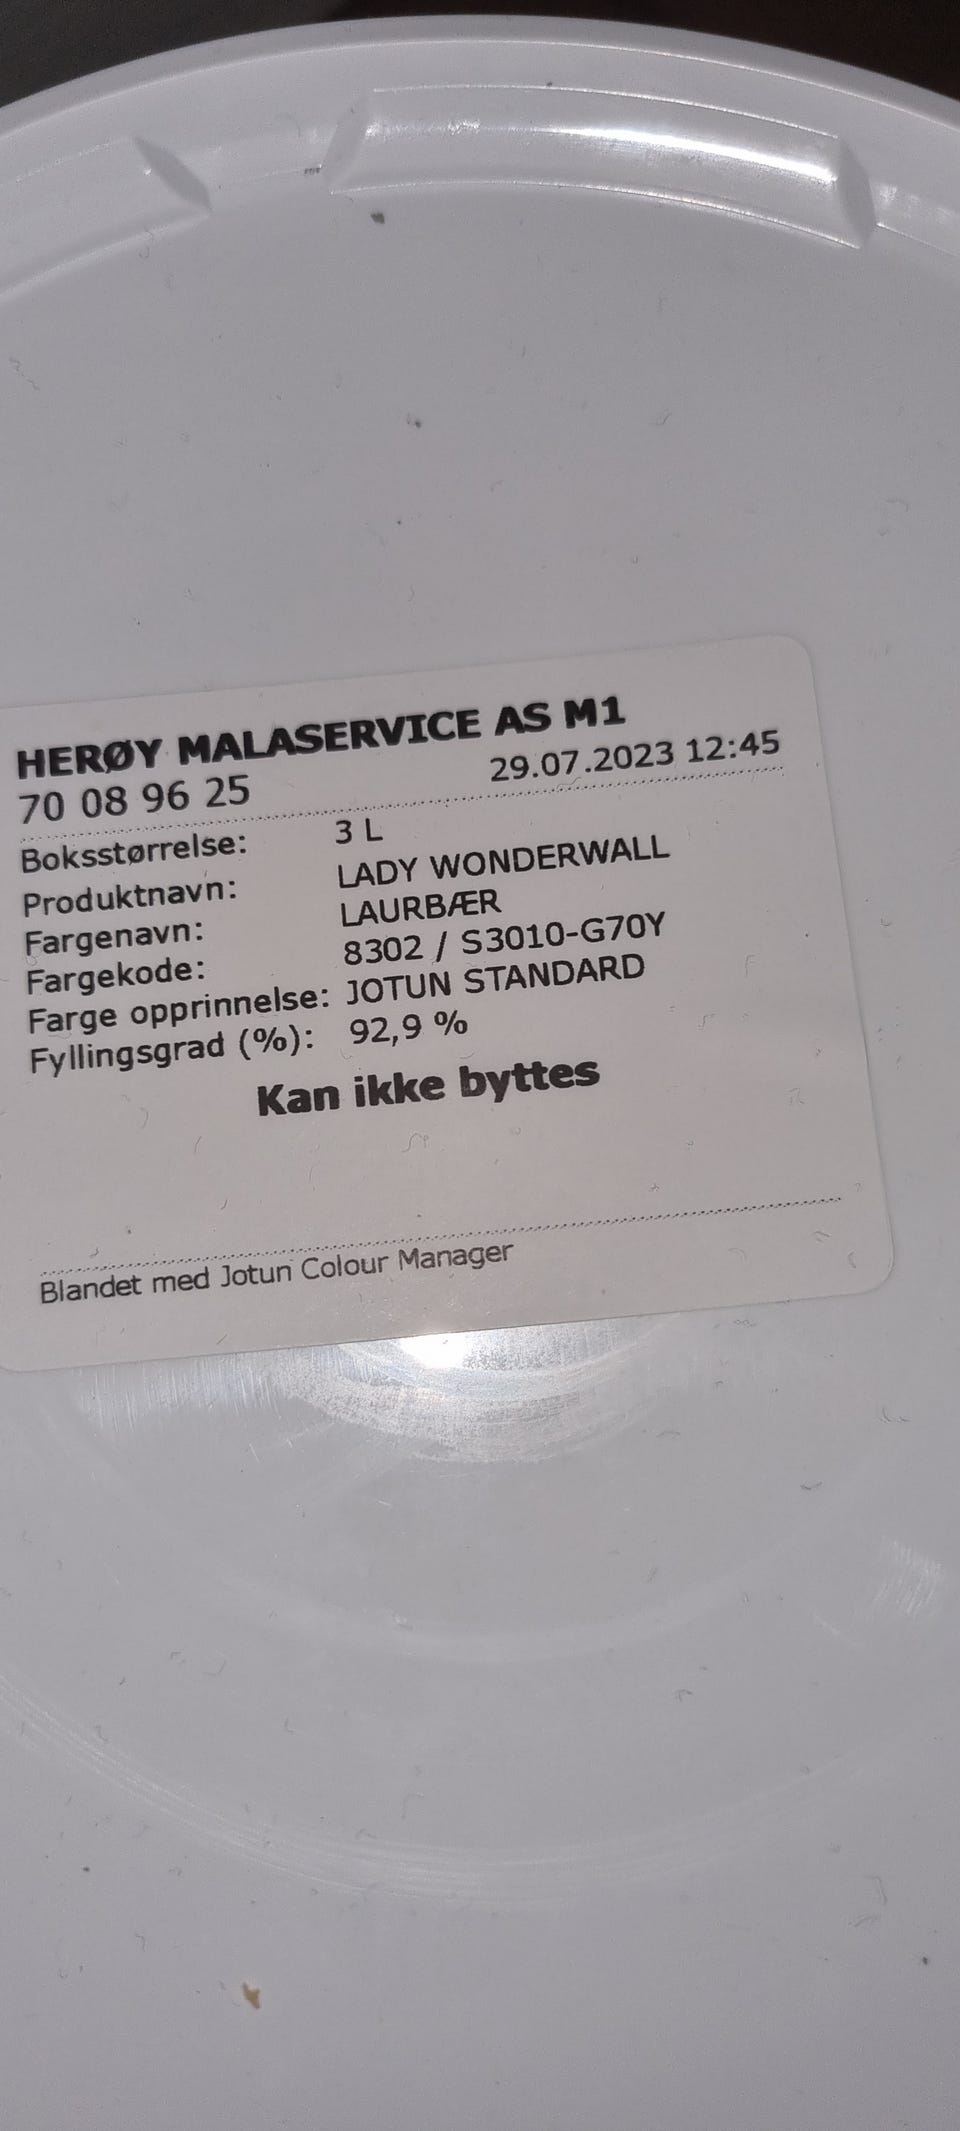 HERØY MALASERVICE AS M1
70 08 96 25 29.07.2023 12:45
Boksstørrelse: 3 L
Produktnavn: LADY WONDERWALL
Fargenavn: LAURBÆR
Fargekode: 8302 / S3010-G70Y
Farge opprinnelse: JOTUN STANDARD
Fyllingsgrad (%): 92,9 %
Kan ikke byttes
Blandet med Jotun Colour Manager